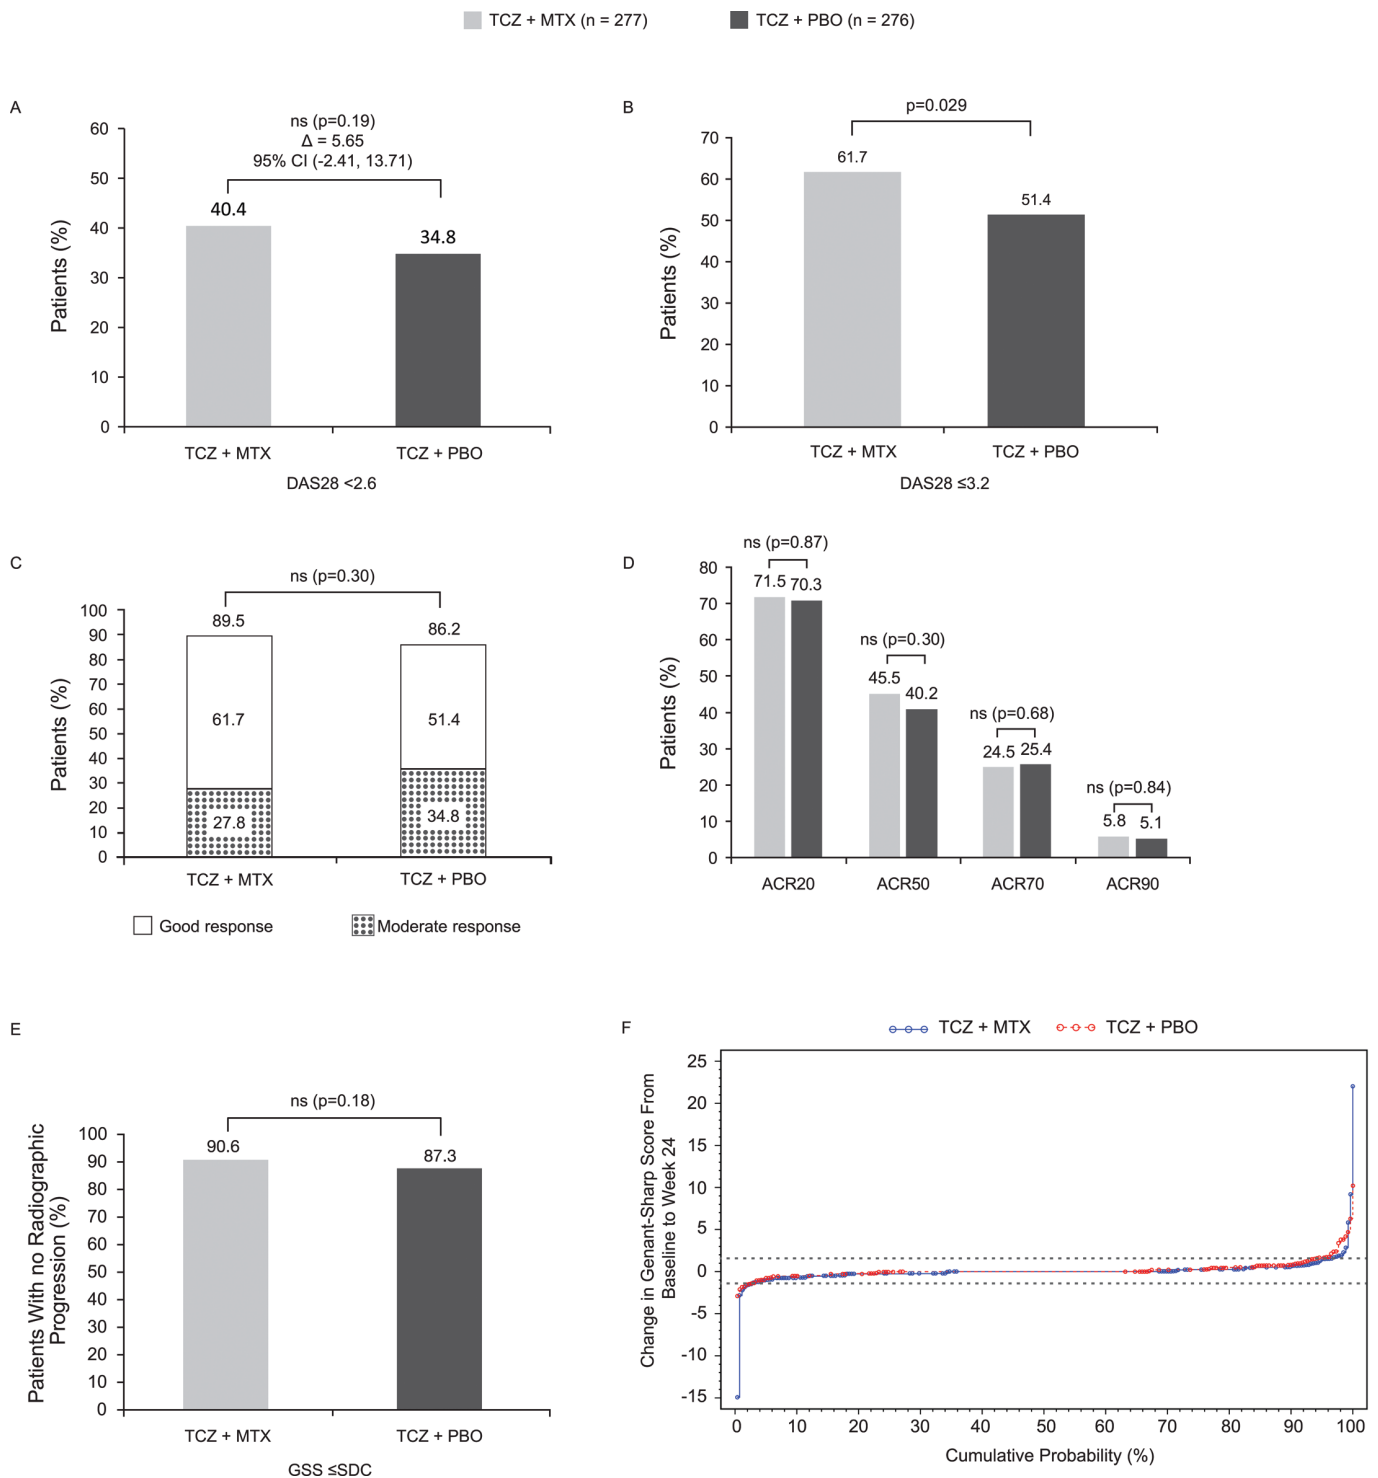 TCZ + MTX (n = 277)
TCZ + PBO (n = 276)
A
ns (p=0.19)
Δ = 5.65
95% CI (-2.41, 13.71)
Patients (%)
60
50
40
30
20
10
0
40.4
34.8
TCZ + MTX
TCZ + PBO
DAS28 <2.6
B
p=0.029
Patients (%)
70
60
50
40
30
20
10
0
61.7
51.4
TCZ + MTX
TCZ + PBO
DAS28 ≤3.2
C
ns (p=0.30)
Patients (%)
100
90
80
70
60
50
40
30
20
10
0
89.5
86.2
61.7
51.4
27.8
34.8
TCZ + MTX
TCZ + PBO
Good response
Moderate response
D
Patients (%)
80
70
60
50
40
30
20
10
0
ns (p=0.87)
71.5
70.3
ns (p=0.30)
45.5
40.2
ns (p=0.68)
24.5
25.4
ns (p=0.84)
5.8
5.1
ACR20
ACR50
ACR70
ACR90
E
ns (p=0.18)
Patients With no Radiographic
Progression (%)
100
90
80
70
60
50
40
30
20
10
0
90.6
87.3
TCZ + MTX
TCZ + PBO
GSS ≤SDC
F
TCZ + MTX
TCZ + PBO
Change in Genant-Sharp Score From
Baseline to Week 24
25
20
15
10
5
0
-5
-10
-15
0
10
20
30
40
50
60
70
80
90
100
Cumulative Probability (%)